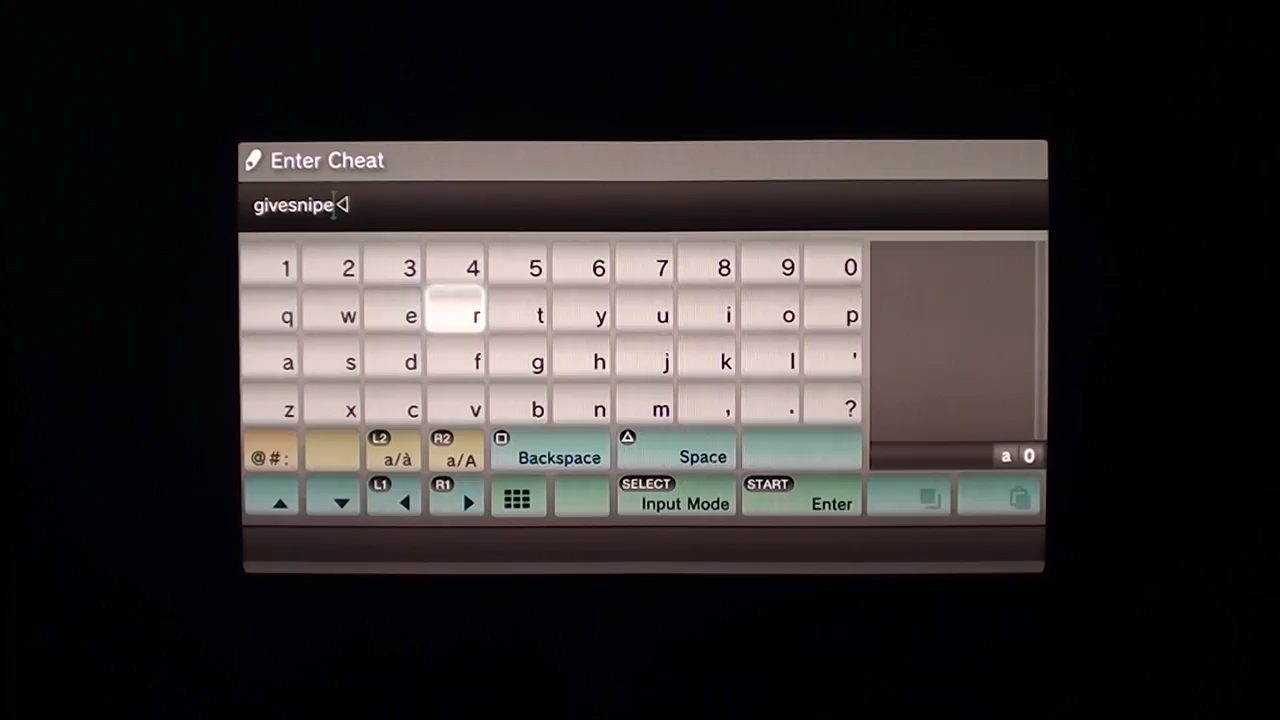 Enter Cheat
givesnipe
1 2 3 4 5 6 7 8 9 0
q w e r t y u i o p
a s d f g h j k l '
z x c v b n m , . ?
@#: L2 a/à R2 a/A Backspace Space a 0
L1 R1 SELECT Input Mode START Enter